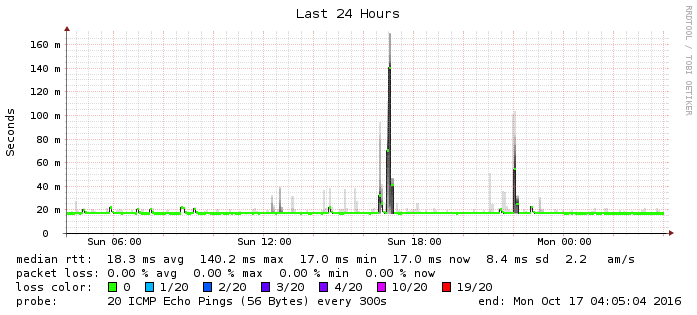 Last 24 Hours
RRDTOOL / TOBI OETIKER
Seconds
160 m
140 m
120 m
100 m
80 m
60 m
40 m
20 m
0
Sun 06:00 Sun 12:00 Sun 18:00 Mon 00:00
median rtt: 18.3 ms avg 140.2 ms max 17.0 ms min 17.0 ms now 8.4 ms sd 2.2 am/s
packet loss: 0.00 % avg 0.00 % max 0.00 % min 0.00 % now
loss color: 0 1/20 2/20 3/20 4/20 10/20 19/20
probe: 20 ICMP Echo Pings (56 Bytes) every 300s end: Mon Oct 17 04:05:04 2016